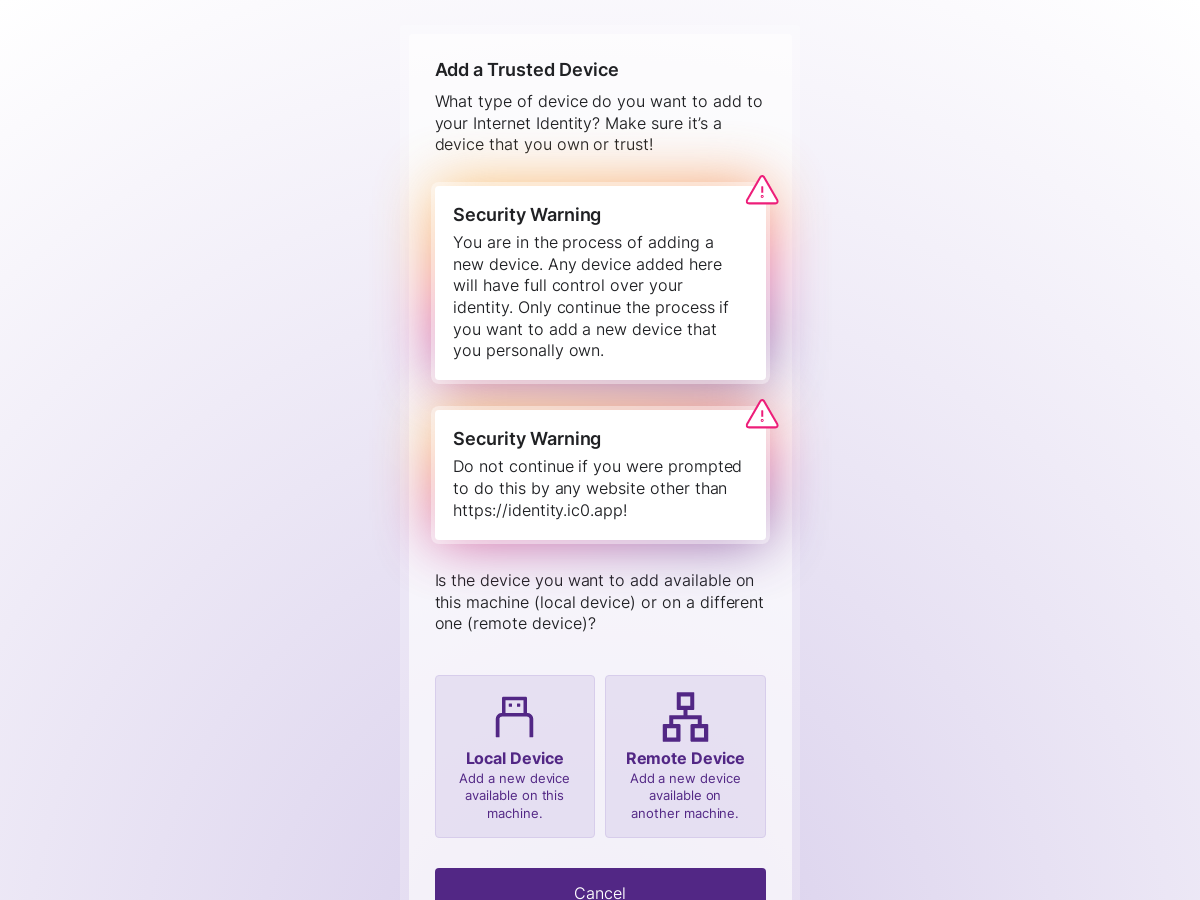 Add a Trusted Device
What type of device do you want to add to
your Internet Identity? Make sure it’s a
device that you own or trust!
Security Warning
You are in the process of adding a
new device. Any device added here
will have full control over your
identity. Only continue the process if
you want to add a new device that
you personally own.
Security Warning
Do not continue if you were prompted
to do this by any website other than
https://identity.ic0.app!
Is the device you want to add available on
this machine (local device) or on a different
one (remote device)?
Local Device
Add a new device
available on this
machine.
Remote Device
Add a new device
available on
another machine.
Cancel